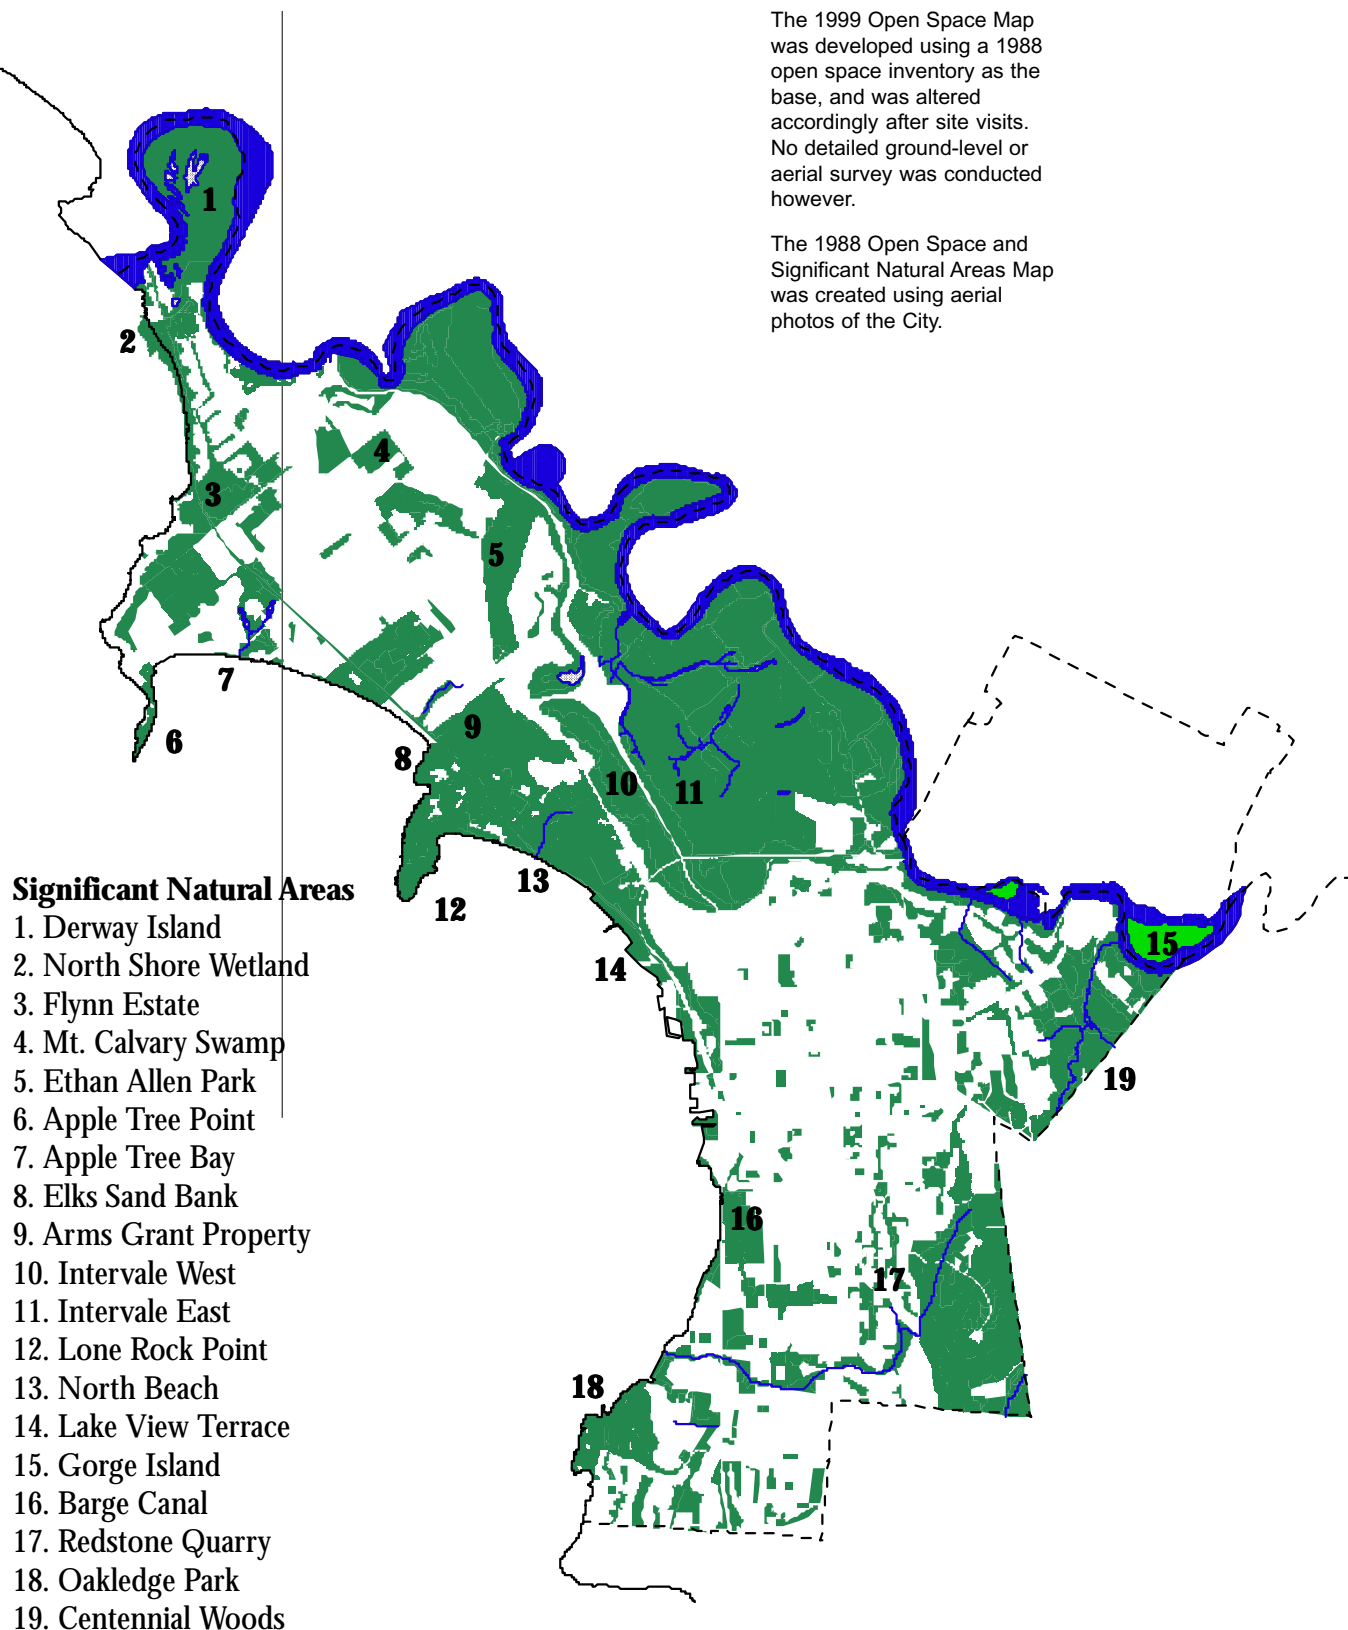 The 1999 Open Space Map
was developed using a 1988
open space inventory as the
base, and was altered
accordingly after site visits.
No detailed ground-level or
aerial survey was conducted
however.
The 1988 Open Space and
Significant Natural Areas Map
was created using aerial
photos of the City.
1
2
3
4
5
6
7
8
9
10
11
12
13
14
15
16
17
18
19
Significant Natural Areas
1. Derway Island
2. North Shore Wetland
3. Flynn Estate
4. Mt. Calvary Swamp
5. Ethan Allen Park
6. Apple Tree Point
7. Apple Tree Bay
8. Elks Sand Bank
9. Arms Grant Property
10. Intervale West
11. Intervale East
12. Lone Rock Point
13. North Beach
14. Lake View Terrace
15. Gorge Island
16. Barge Canal
17. Redstone Quarry
18. Oakledge Park
19. Centennial Woods